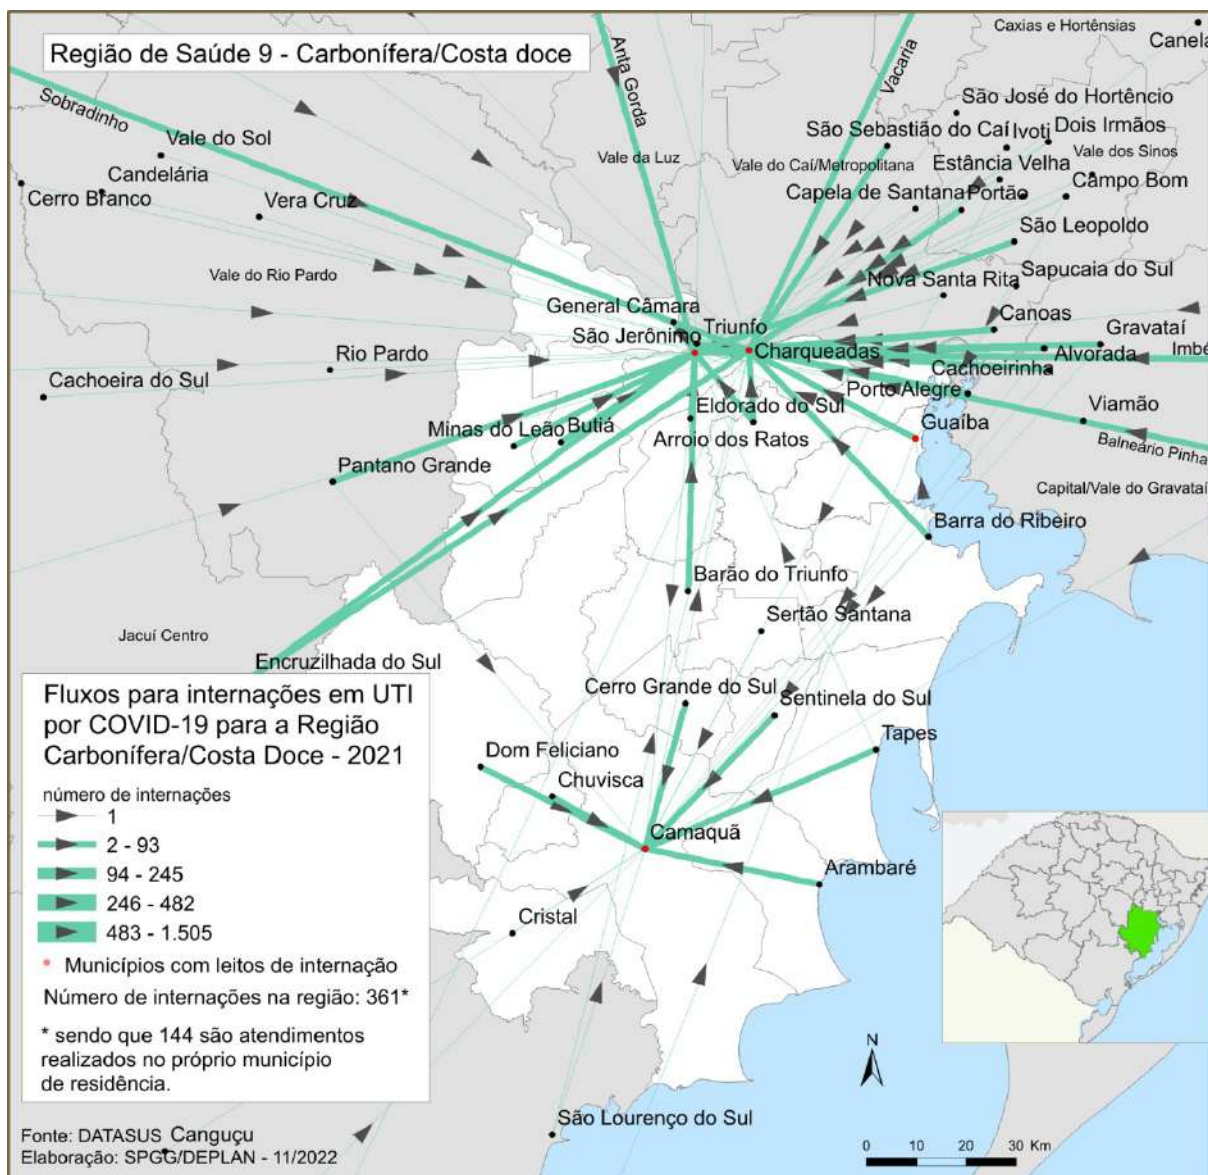 Região de Saúde 9 - Carbonífera/Costa doce
Caxias e Hortênsias
Canela
Anta Gorda
Vacaria
Sobradinho
São José do Hortêncio
São Sebastião do Caí
Ivoti
Dois Irmãos
Vale do Sol
Vale da Luz
Vale do Caí/Metropolitana
Estância Velha
Vale dos Sinos
Candelária
Cerro Branco
Vera Cruz
Capela de Santana
Portão
Campo Bom
São Leopoldo
Vale do Rio Pardo
Nova Santa Rita
Sapucaia do Sul
General Câmara
Canoas
São Jerônimo
Triunfo
Gravataí
Rio Pardo
Charqueadas
Alvorada
Imbé
Cachoeira do Sul
Cachoeirinha
Porto Alegre
Viamão
Minas do Leão
Butiá
Eldorado do Sul
Arroio dos Ratos
Guaíba
Balneário Pinha
Pantano Grande
Capital/Vale do Gravataí
Barra do Ribeiro
Barão do Triunfo
Sertão Santana
Jacuí Centro
Encruzilhada do Sul
Cerro Grande do Sul
Sentinela do Sul
Tapes
Dom Feliciano
Chuvisca
Camaquã
Arambaré
Cristal
São Lourenço do Sul
Canguçu
Fluxos para internações em UTI
por COVID-19 para a Região
Carbonífera/Costa Doce - 2021
número de internações
1
2 - 93
94 - 245
246 - 482
483 - 1.505
Municípios com leitos de internação
Número de internações na região: 361*
* sendo que 144 são atendimentos
realizados no próprio município
de residência.
Fonte: DATASUS
Elaboração: SPGG/DEPLAN - 11/2022
N
0 10 20 30 Km